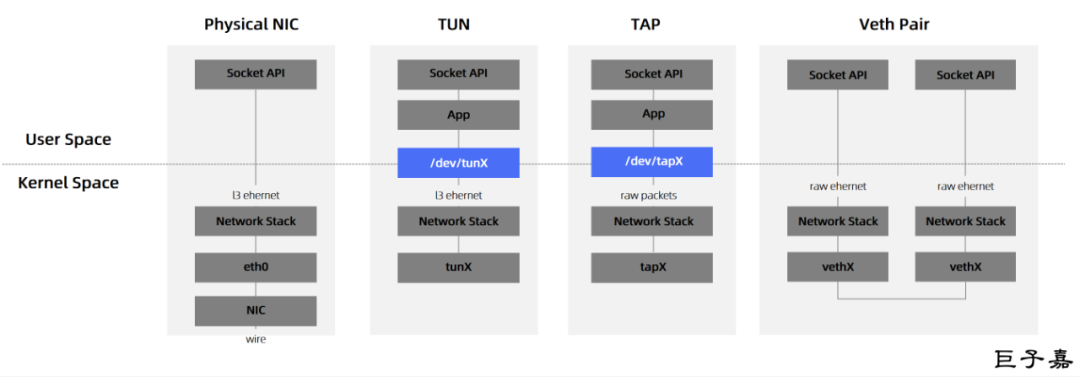 Physical NIC
TUN
TAP
Veth Pair
User Space
Kernel Space
Socket API
l3 ehernet
Network Stack
eth0
NIC
wire
Socket API
App
/dev/tunX
l3 ehernet
Network Stack
tunX
Socket API
App
/dev/tapX
raw packets
Network Stack
tapX
Socket API
raw ehernet
Network Stack
vethX
Socket API
raw ehernet
Network Stack
vethX
巨子嘉